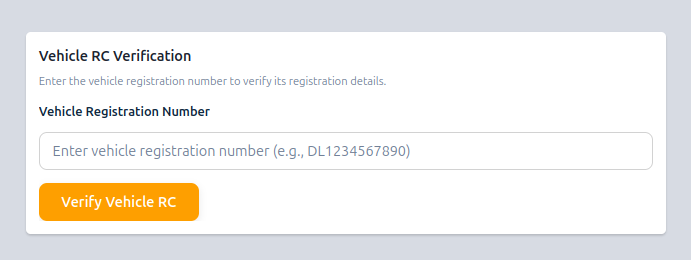 Vehicle RC Verification
Enter the vehicle registration number to verify its registration details.
Vehicle Registration Number
Enter vehicle registration number (e.g., DL1234567890)
Verify Vehicle RC